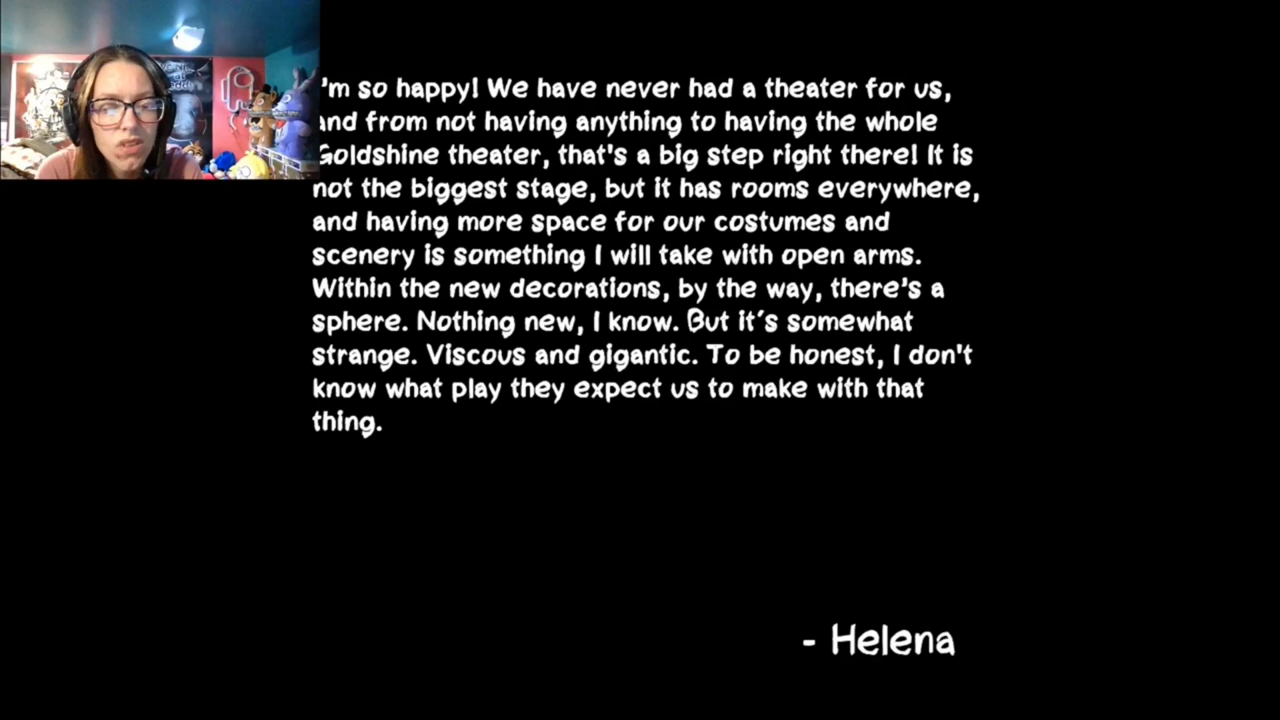 I'm so happy! We have never had a theater for us,
and from not having anything to having the whole
Goldshine theater, that's a big step right there! It is
not the biggest stage, but it has rooms everywhere,
and having more space for our costumes and
scenery is something I will take with open arms.
Within the new decorations, by the way, there's a
sphere. Nothing new, I know. But it's somewhat
strange. Viscous and gigantic. To be honest, I don't
know what play they expect us to make with that
thing.
- Helena